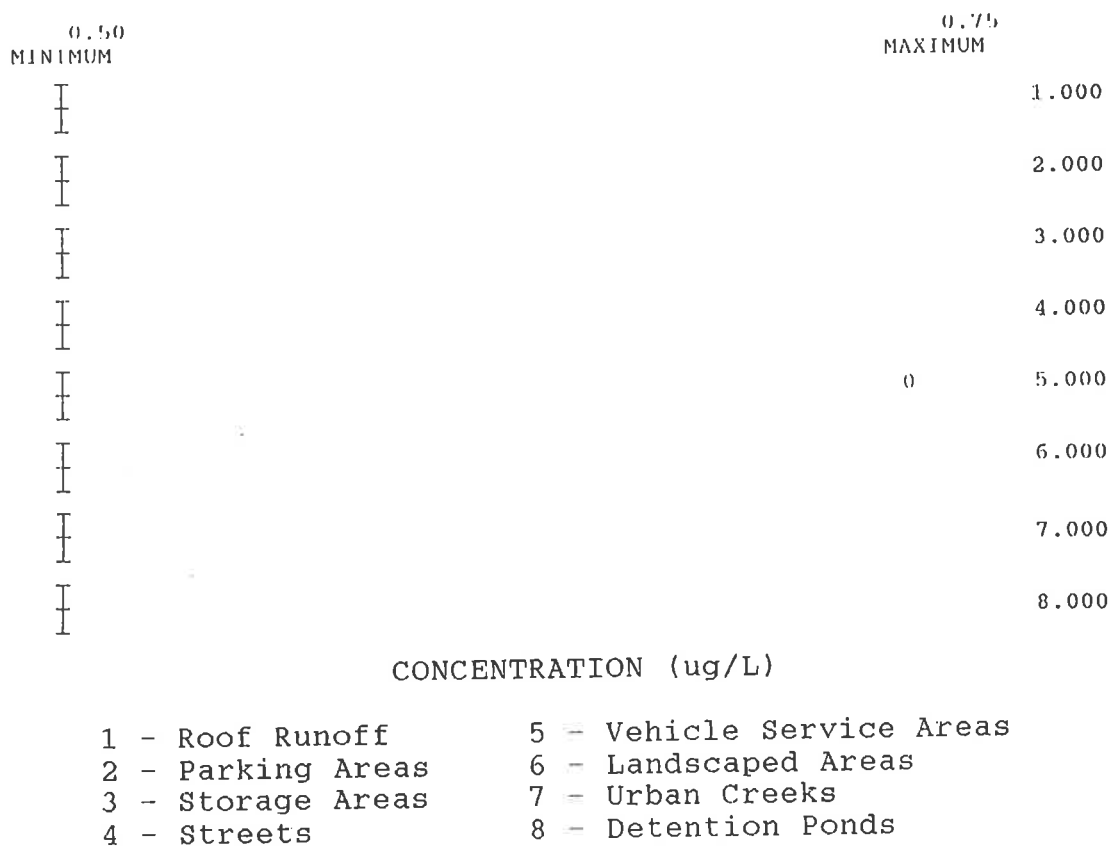 0.50 0.75
MINIMUM MAXIMUM
1.000
2.000
3.000
4.000
0 5.000
6.000
7.000
8.000
CONCENTRATION (ug/L)
1 - Roof Runoff 5 - Vehicle Service Areas
2 - Parking Areas 6 - Landscaped Areas
3 - Storage Areas 7 - Urban Creeks
4 - Streets 8 - Detention Ponds